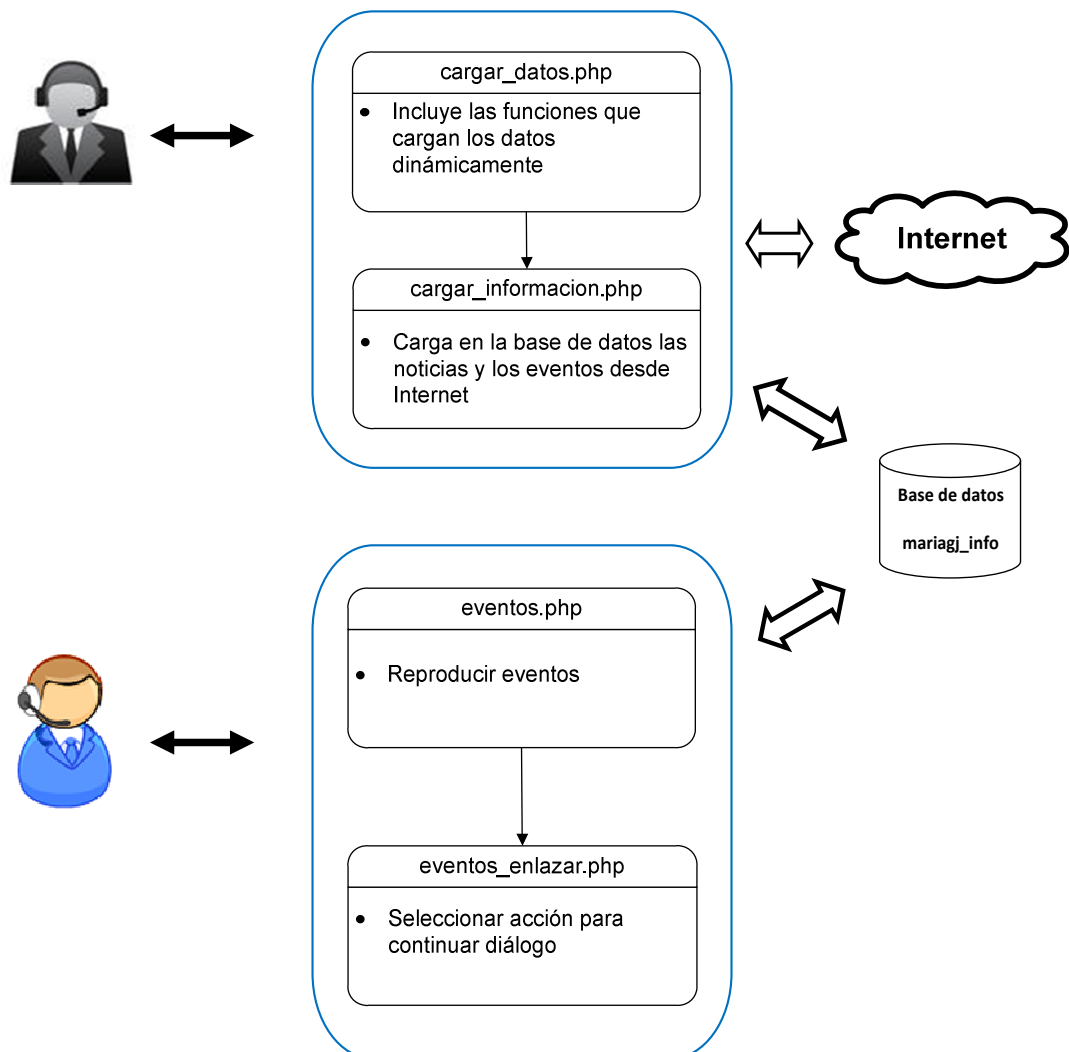 cargar_datos.php
• Incluye las funciones que
cargan los datos
dinámicamente
Internet
cargar_informacion.php
• Carga en la base de datos las
noticias y los eventos desde
Internet
Base de datos
mariagj_info
eventos.php
• Reproducir eventos
eventos_enlazar.php
• Seleccionar acción para
continuar diálogo